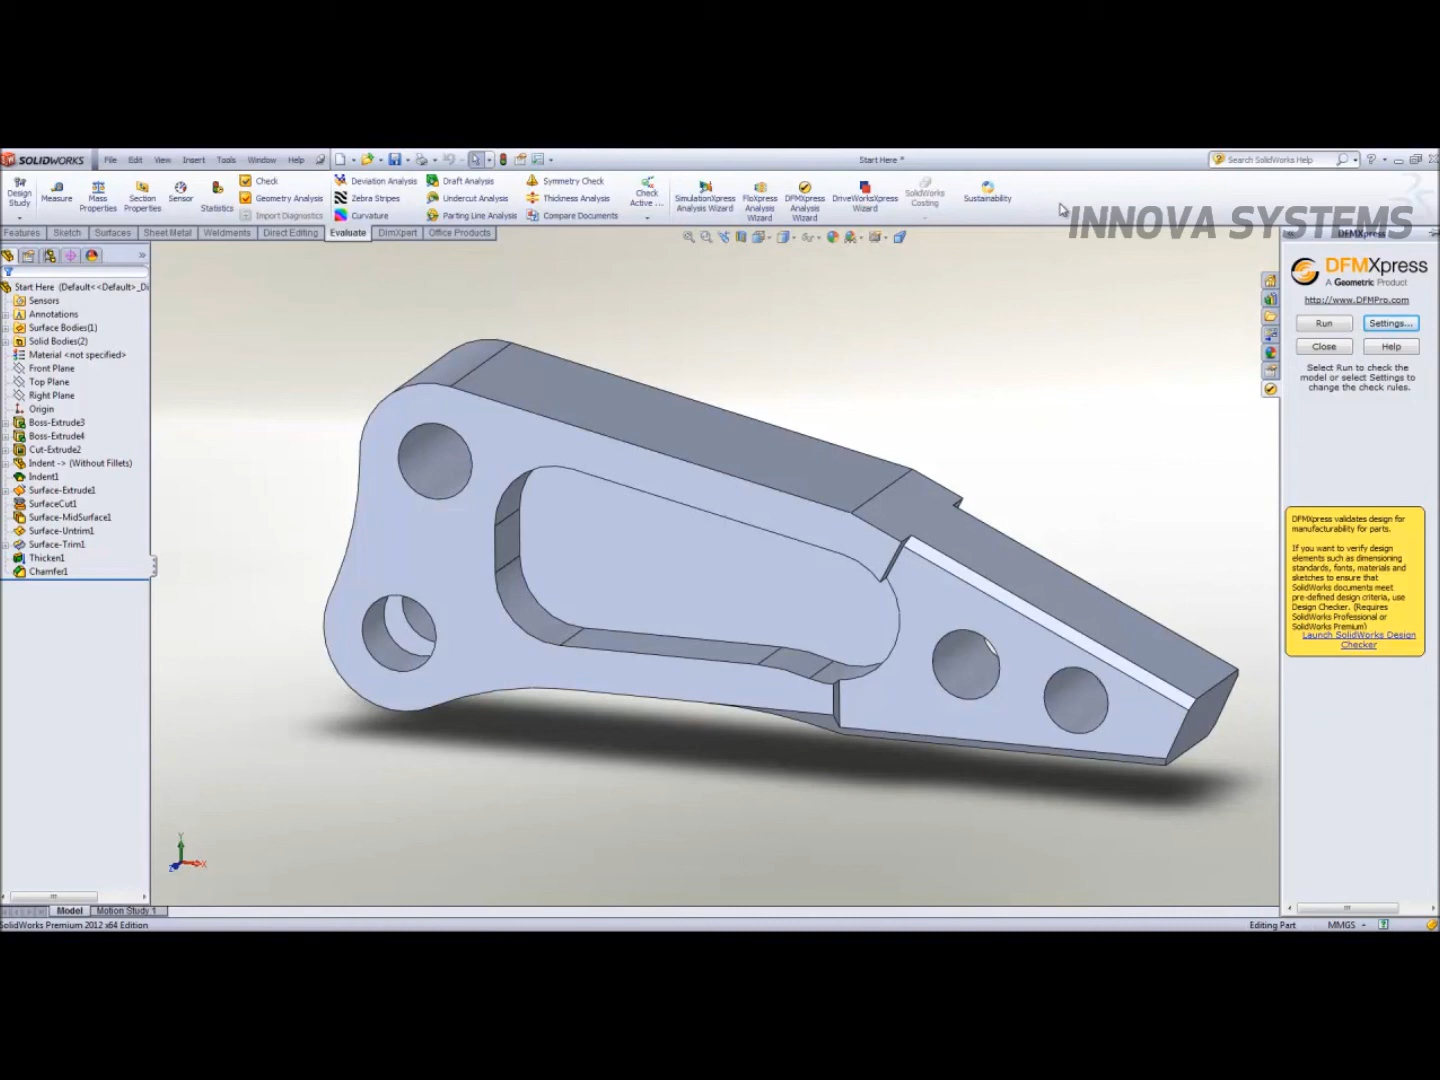 SOLIDWORKS File Edit View Insert Tools Window Help Start Here * Search SolidWorks Help
Design Study
Measure
Mass Properties
Section Properties
Sensor
Statistics
Check
Geometry Analysis
Import Diagnostics
Deviation Analysis
Zebra Stripes
Curvature
Draft Analysis
Undercut Analysis
Parting Line Analysis
Symmetry Check
Thickness Analysis
Compare Documents
Check Active ...
SimulationXpress Analysis Wizard
FloXpress Analysis Wizard
DFMXpress Analysis Wizard
DriveWorksXpress Wizard
SolidWorks Costing
Sustainability
INNOVA SYSTEMS
Features Sketch Surfaces Sheet Metal Weldments Direct Editing Evaluate DimXpert Office Products
Start Here (Default<<Default>_Di
Sensors
Annotations
Surface Bodies(1)
Solid Bodies(2)
Material <not specified>
Front Plane
Top Plane
Right Plane
Origin
Boss-Extrude3
Boss-Extrude4
Cut-Extrude2
Indent -> (Without Fillets)
Indent1
Surface-Extrude1
SurfaceCut1
Surface-MidSurface1
Surface-Untrim1
Surface-Trim1
Thicken1
Chamfer1
DFMXpress
DFMXpress
A Geometric Product
http://www.DFMPro.com
Run Settings...
Close Help
Select Run to check the
model or select Settings to
change the check rules.
DFMXpress validates design for
manufacturability for parts.
If you want to verify design
elements such as dimensioning
standards, fonts, materials and
sketches to ensure that
SolidWorks documents meet
pre-defined design criteria, use
Design Checker. (Requires
SolidWorks Professional or
SolidWorks Premium)
Launch SolidWorks Design
Checker
Y
X
Z
Model Motion Study 1
SolidWorks Premium 2012 x64 Edition Editing Part MMGS